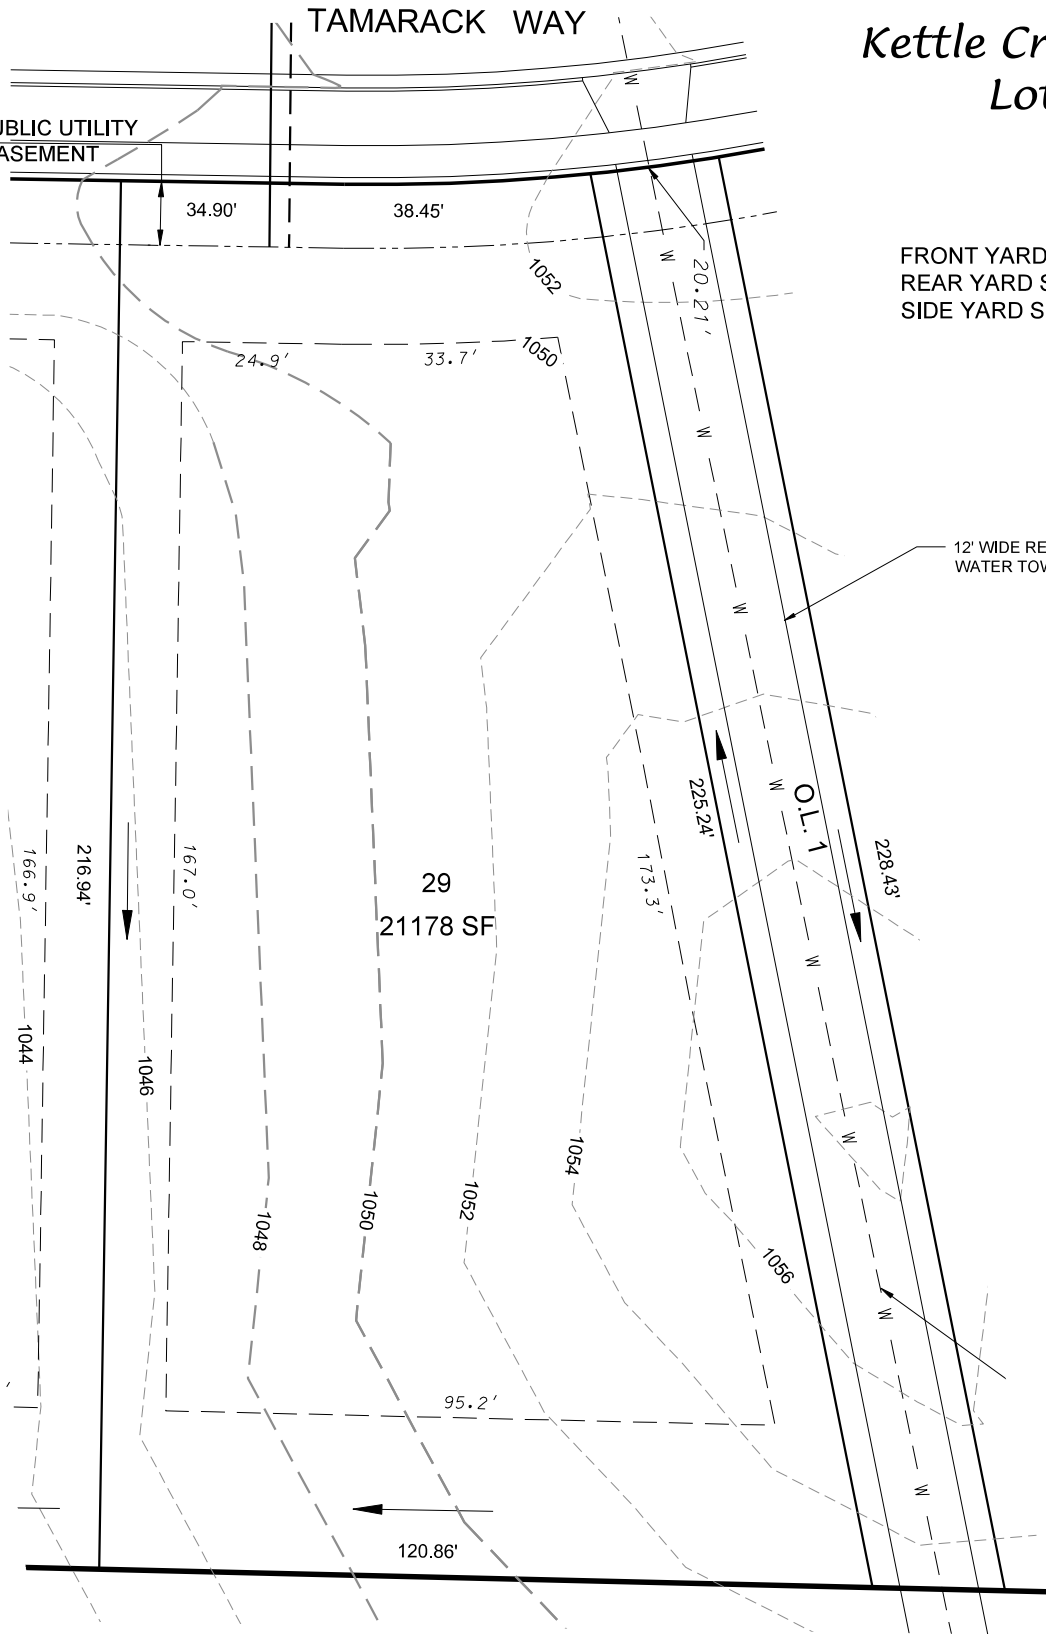 TAMARACK WAY
Kettle Cr
Lot
UBLIC UTILITY
ASEMENT
34.90'
38.45'
W
W
20.21'
1052
FRONT YARD
REAR YARD S
SIDE YARD S
24.9'
33.7'
1050
W
12' WIDE RE
WATER TOW
W
W
O.L. 1
225.24'
228.43'
166.9'
216.94'
167.0'
173.3'
29
21178 SF
W
1044
1046
W
1054
1048
1050
1052
1056
W
95.2'
W
120.86'